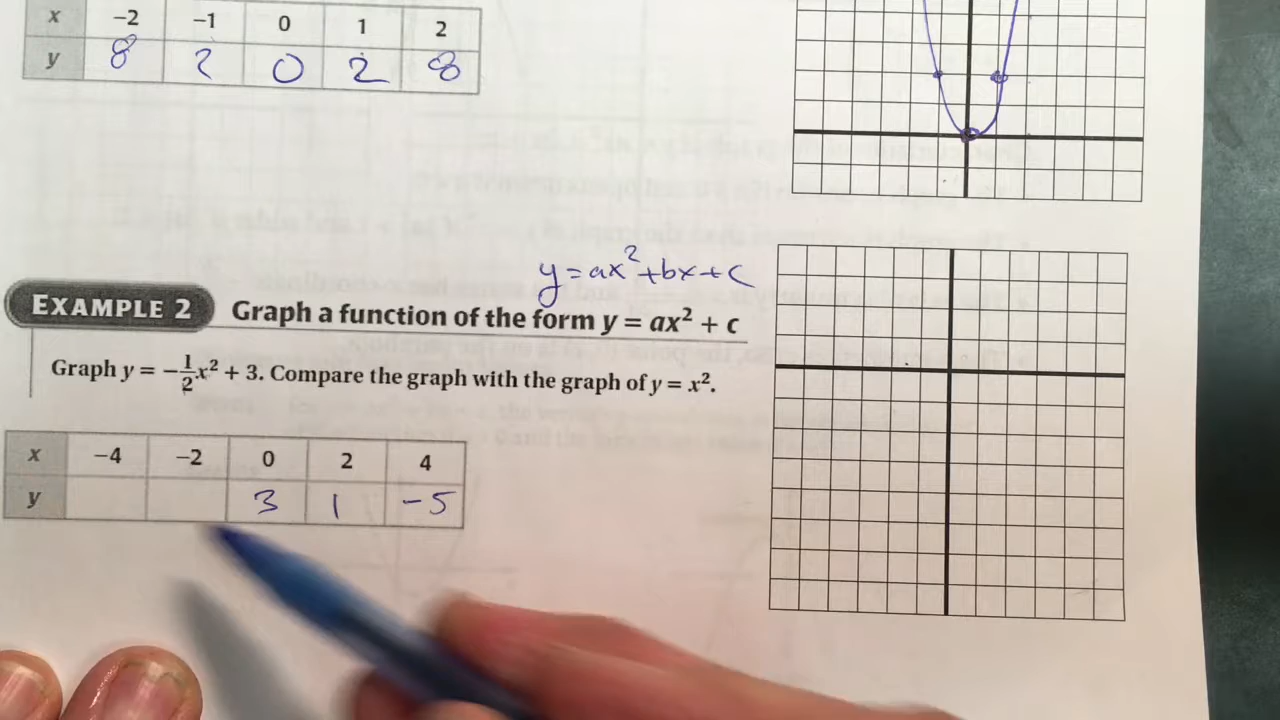 x −2 −1 0 1 2
y 8 2 0 2 8
y = ax² + bx + c
EXAMPLE 2 Graph a function of the form y = ax² + c
Graph y = −1/2x² + 3. Compare the graph with the graph of y = x².
x −4 −2 0 2 4
y 3 1 −5